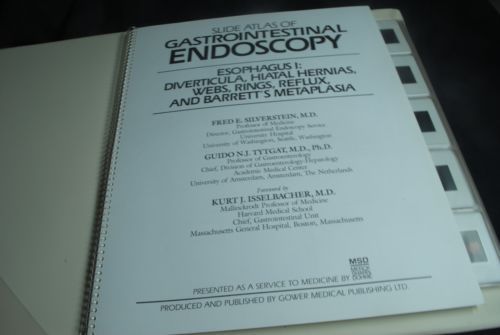 SLIDE ATLAS OF
GASTROINTESTINAL
ENDOSCOPY
ESOPHAGUS I:
DIVERTICULA, HIATAL HERNIAS,
WEBS, RINGS, REFLUX,
AND BARRETT'S METAPLASIA
FRED E. SILVERSTEIN, M.D.
Professor of Medicine
Director, Gastrointestinal Endoscopy Service
University Hospital
University of Washington, Seattle, Washington
GUIDO N.J. TYTGAT, M.D., Ph.D.
Professor of Gastroenterology
Chief, Division of Gastroenterology-Hepatology
Academic Medical Center
University of Amsterdam, Amsterdam, The Netherlands
Foreword by
KURT J. ISSELBACHER, M.D.
Mallinckrodt Professor of Medicine
Harvard Medical School
Chief, Gastrointestinal Unit
Massachusetts General Hospital, Boston, Massachusetts
MSD
MERCK
SHARP&
DOHME
PRESENTED AS A SERVICE TO MEDICINE BY
PRODUCED AND PUBLISHED BY GOWER MEDICAL PUBLISHING LTD.